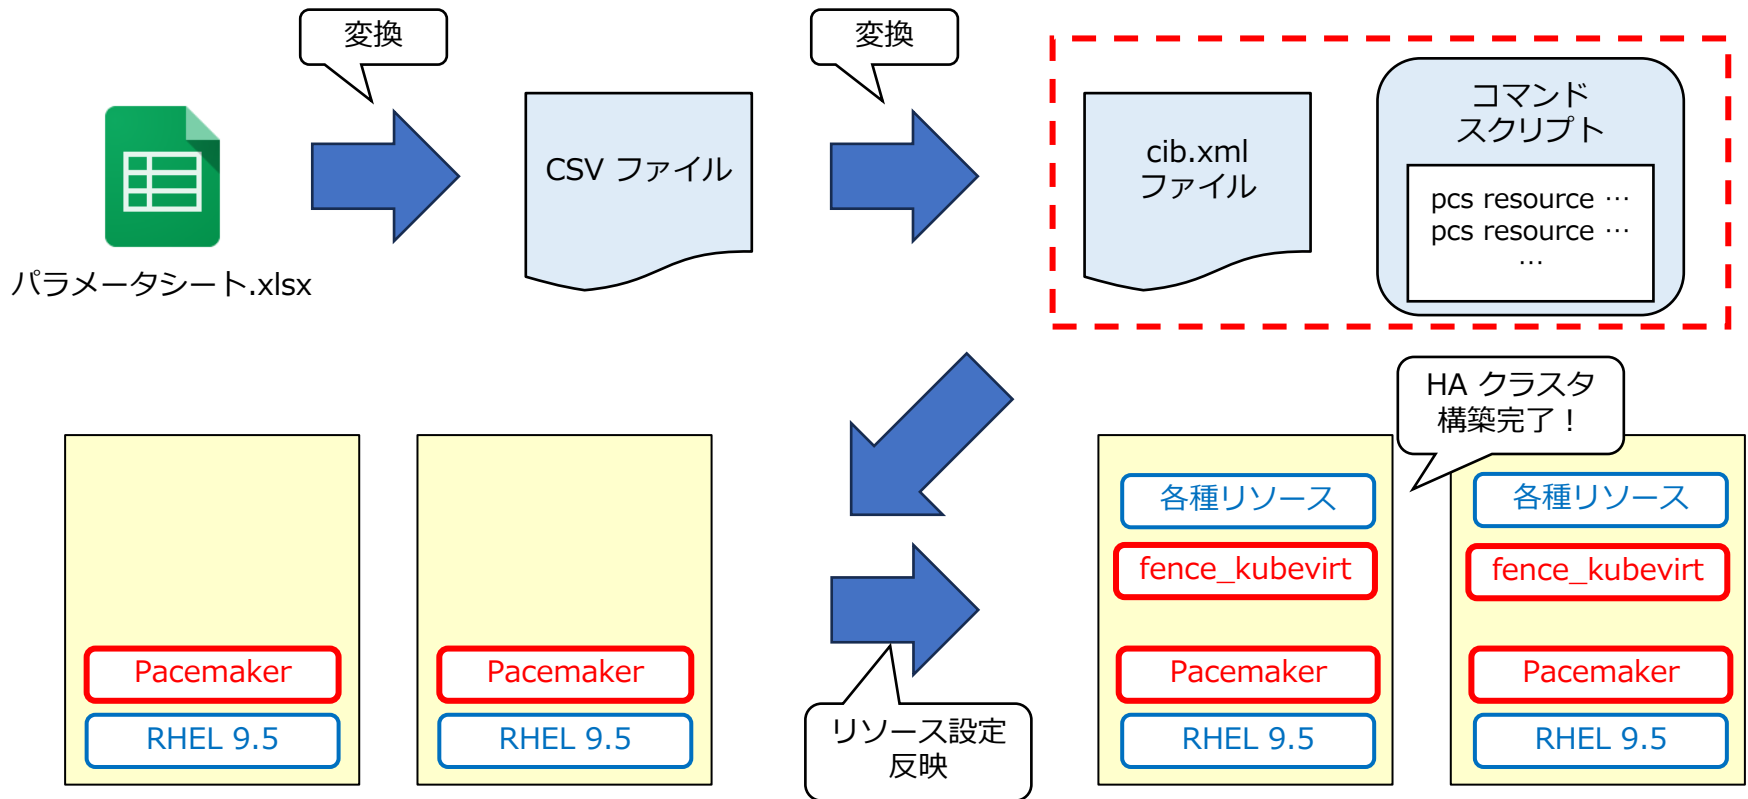 変換
変換
パラメータシート.xlsx
CSV ファイル
cib.xml
ファイル
コマンド
スクリプト
pcs resource …
pcs resource …
…
HA クラスタ
構築完了！
Pacemaker
RHEL 9.5
Pacemaker
RHEL 9.5
リソース設定
反映
各種リソース
fence_kubevirt
Pacemaker
RHEL 9.5
各種リソース
fence_kubevirt
Pacemaker
RHEL 9.5